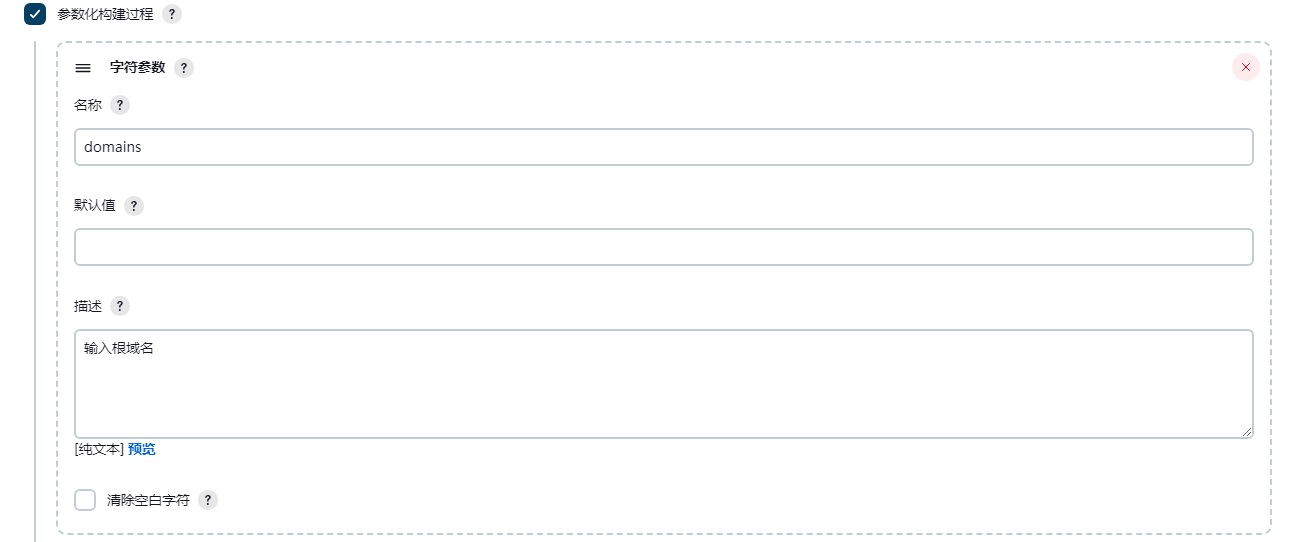 参数化构建过程 ?
字符参数 ?
名称 ?
domains
默认值 ?
描述 ?
输入根域名
[纯文本] 预览
清除空白字符 ?